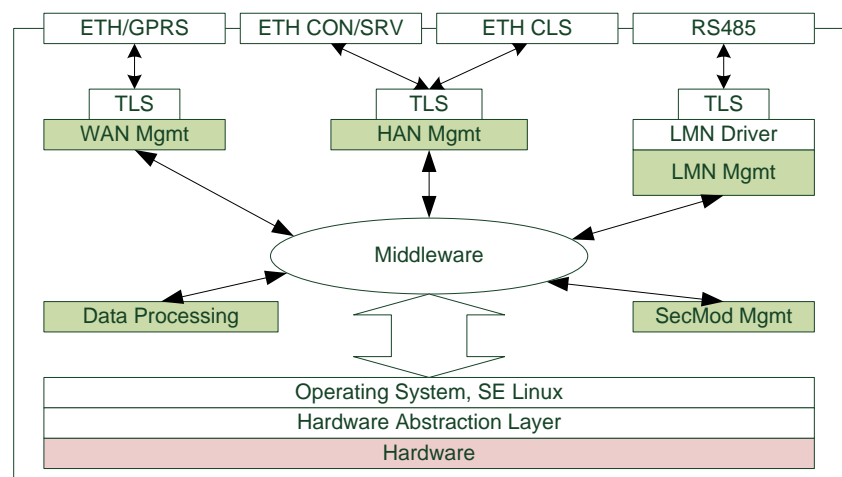 ETH/GPRS
ETH CON/SRV
ETH CLS
RS485
TLS
TLS
TLS
WAN Mgmt
HAN Mgmt
LMN Driver
LMN Mgmt
Middleware
Data Processing
SecMod Mgmt
Operating System, SE Linux
Hardware Abstraction Layer
Hardware